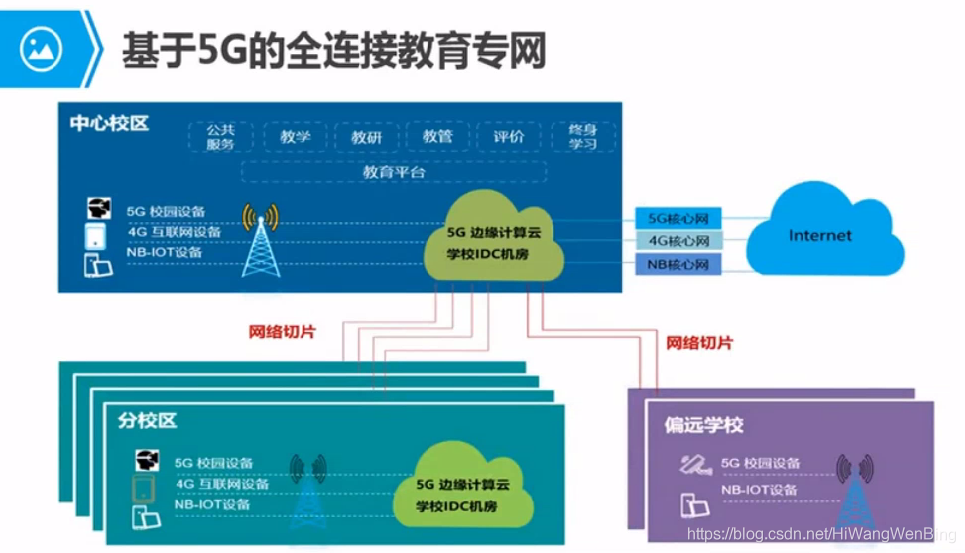 基于5G的全连接教育专网
中心校区
公共
服务
教学
教研
教管
评价
终身
学习
教育平台
5G 校园设备
4G 互联网设备
NB-IOT设备
5G 边缘计算云
学校IDC机房
5G核心网
4G核心网
NB核心网
Internet
网络切片
网络切片
分校区
5G 校园设备
4G 互联网设备
NB-IOT设备
5G 边缘计算云
学校IDC机房
偏远学校
5G 校园设备
NB-IOT设备
https://blog.csdn.net/HiWangWenBing